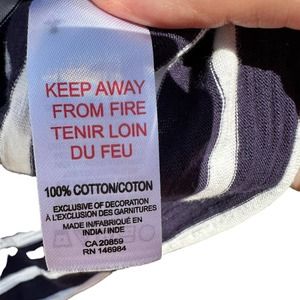 KEEP AWAY
FROM FIRE
TENIR LOIN
DU FEU
100% COTTON/COTON
EXCLUSIVE OF DECORATION
À L'EXCLUSION DES GARNITURES
MADE IN/FABRIQUÉ EN
INDIA / INDE
CA 20859
RN 146984